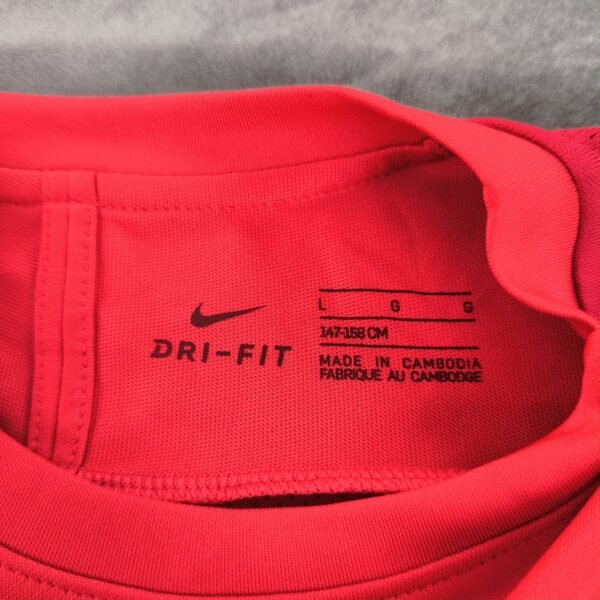 DRI-FIT
L G G
147-158 CM
MADE IN CAMBODIA
FABRIQUE AU CAMBODGE